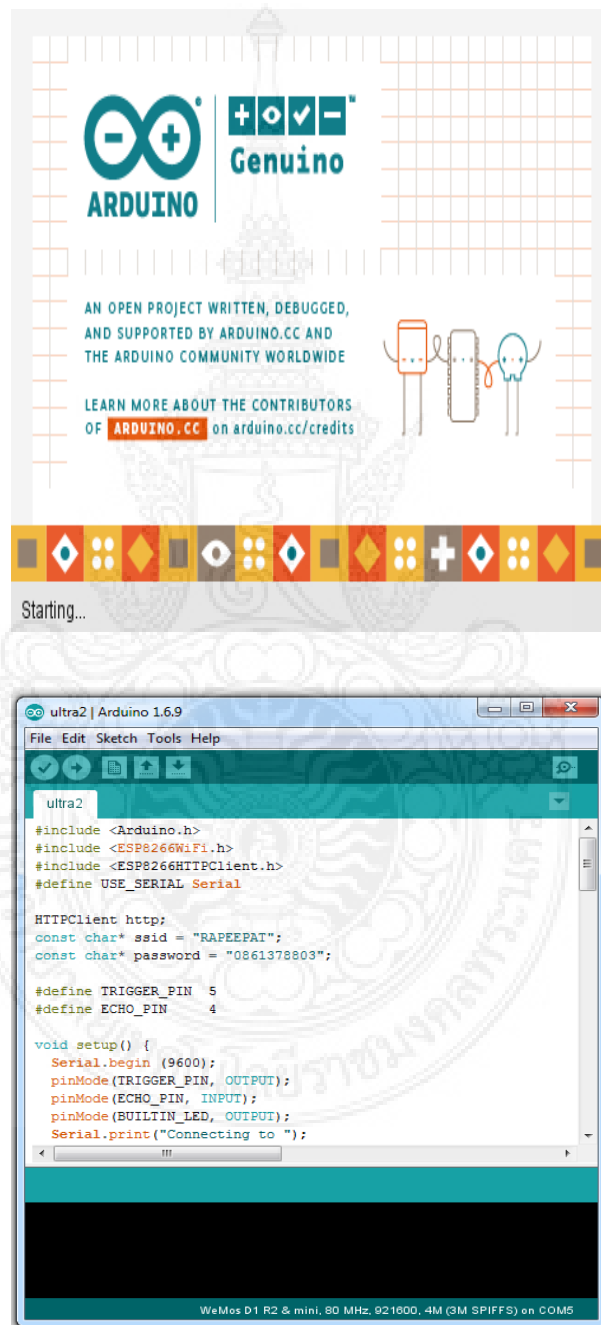 ARDUINO
Genuino
AN OPEN PROJECT WRITTEN, DEBUGGED,
AND SUPPORTED BY ARDUINO.CC AND
THE ARDUINO COMMUNITY WORLDWIDE
LEARN MORE ABOUT THE CONTRIBUTORS
OF ARDUINO.CC on arduino.cc/credits
Starting...
ultra2 | Arduino 1.6.9
File Edit Sketch Tools Help
ultra2
#include <Arduino.h>
#include <ESP8266WiFi.h>
#include <ESP8266HTTPClient.h>
#define USE_SERIAL Serial
HTTPClient http;
const char* ssid = "RAPEEPAT";
const char* password = "0861378803";
#define TRIGGER_PIN 5
#define ECHO_PIN 4
void setup() {
Serial.begin (9600);
pinMode(TRIGGER_PIN, OUTPUT);
pinMode(ECHO_PIN, INPUT);
pinMode(BUILTIN_LED, OUTPUT);
Serial.print("Connecting to ");
WeMos D1 R2 & mini, 80 MHz, 921600, 4M (3M SPIFFS) on COM5